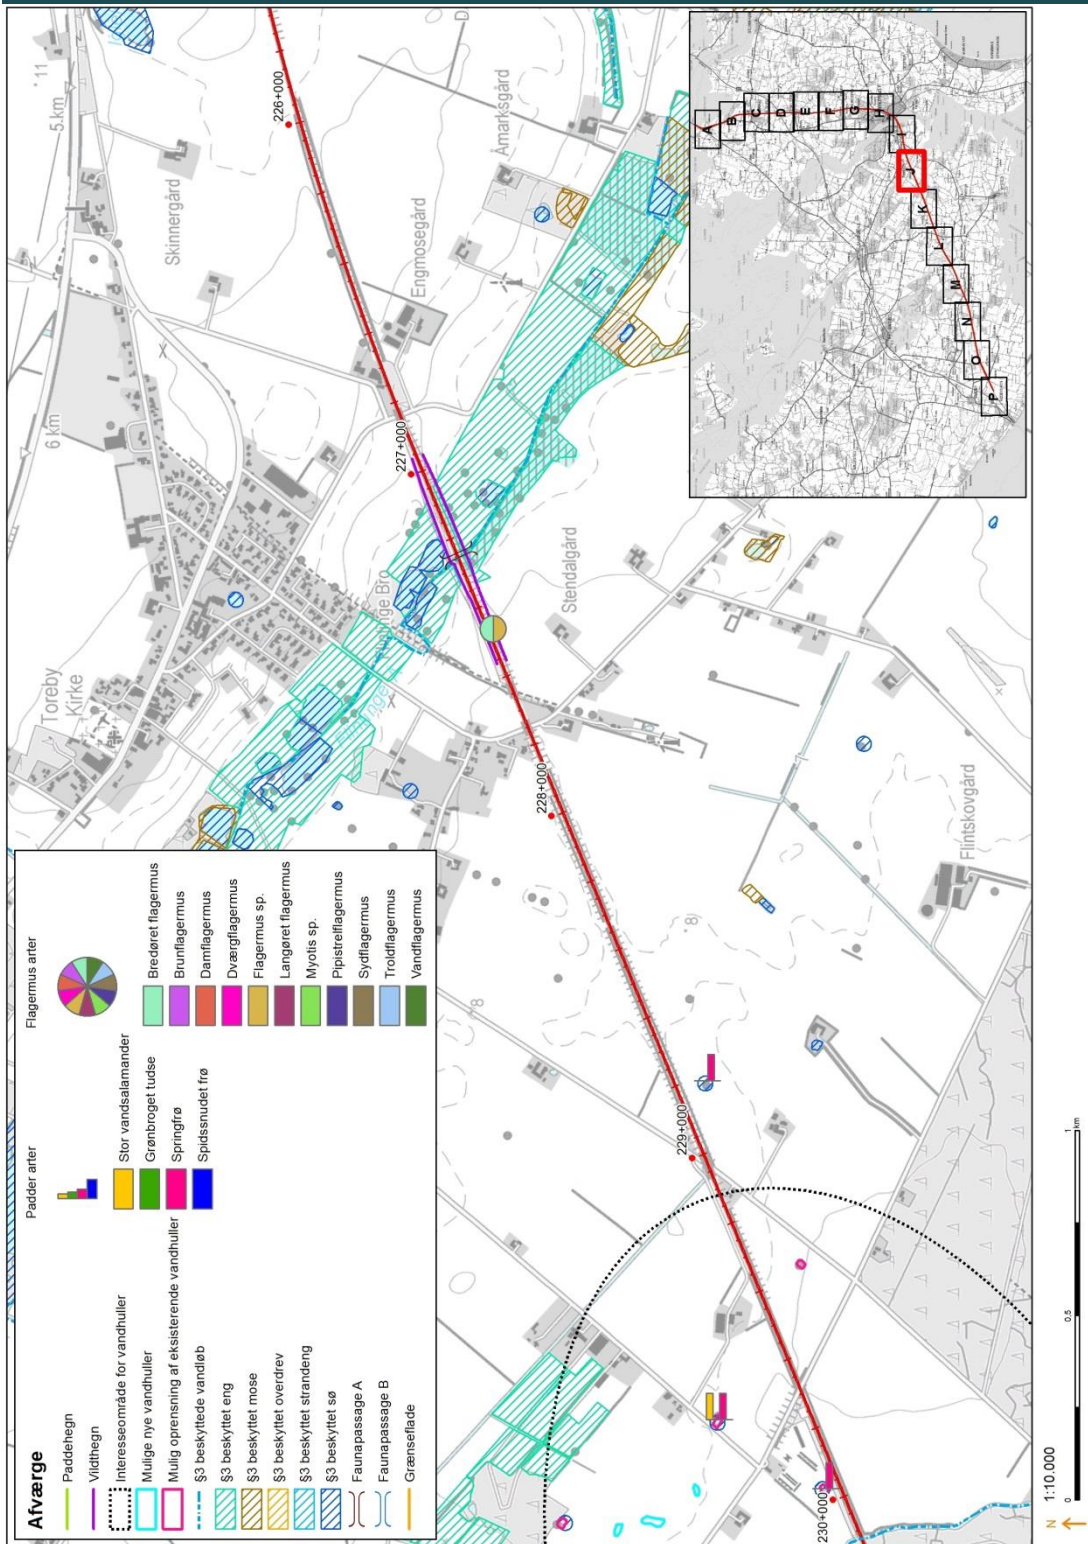 Afværge
Paddehegn
Vildthegn
Interesseområde for vandhuller
Mulige nye vandhuller
Mulig oprensning af eksisterende vandhuller
§3 beskyttede vandløb
§3 beskyttet eng
§3 beskyttet mose
§3 beskyttet overdrev
§3 beskyttet strandeng
§3 beskyttet sø
Faunapassage A
Faunapassage B
Grænseflade
Padder arter
Stor vandsalamander
Grønbroget tudse
Springfrø
Spidssnudet frø
Flagermus arter
Bredøret flagermus
Brunflagermus
Damflagermus
Dværgflagermus
Flagermus sp.
Langøret flagermus
Myotis sp.
Pipistrelflagermus
Sydflagermus
Troldflagermus
Vandflagermus
Toreby
Kirke
6 km
5 km
11
Skinnergård
226+000
Amarksgård
Engmosegård
227+000
Stendalgård
228+000
8
8
229+000
Flintskovgård
230+000
A
B
C
D
E
F
G
H
I
J
K
L
M
N
O
P
N
1:10.000
0
0.5
1
km